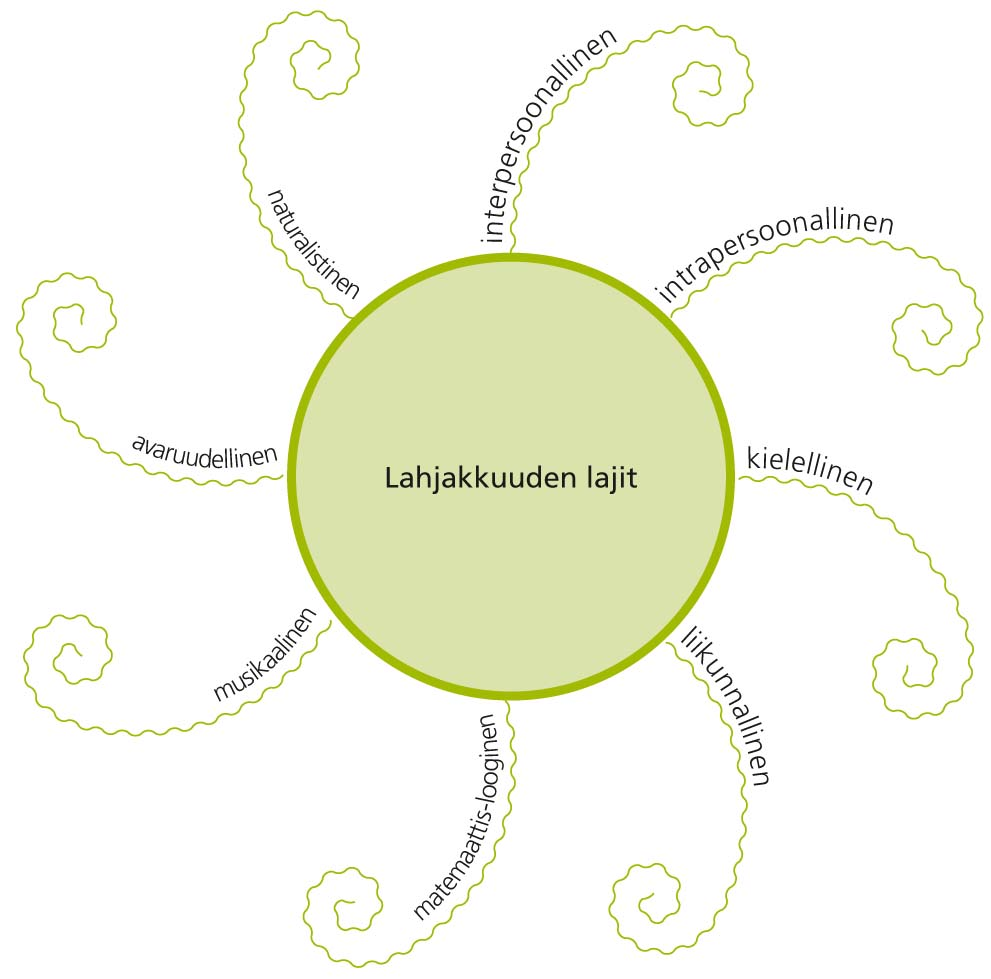 Lahjakkuuden lajit
interpersoonallinen
intrapersoonallinen
kielellinen
liikunnallinen
matemaattis-looginen
musikaalinen
avaruudellinen
naturalistinen